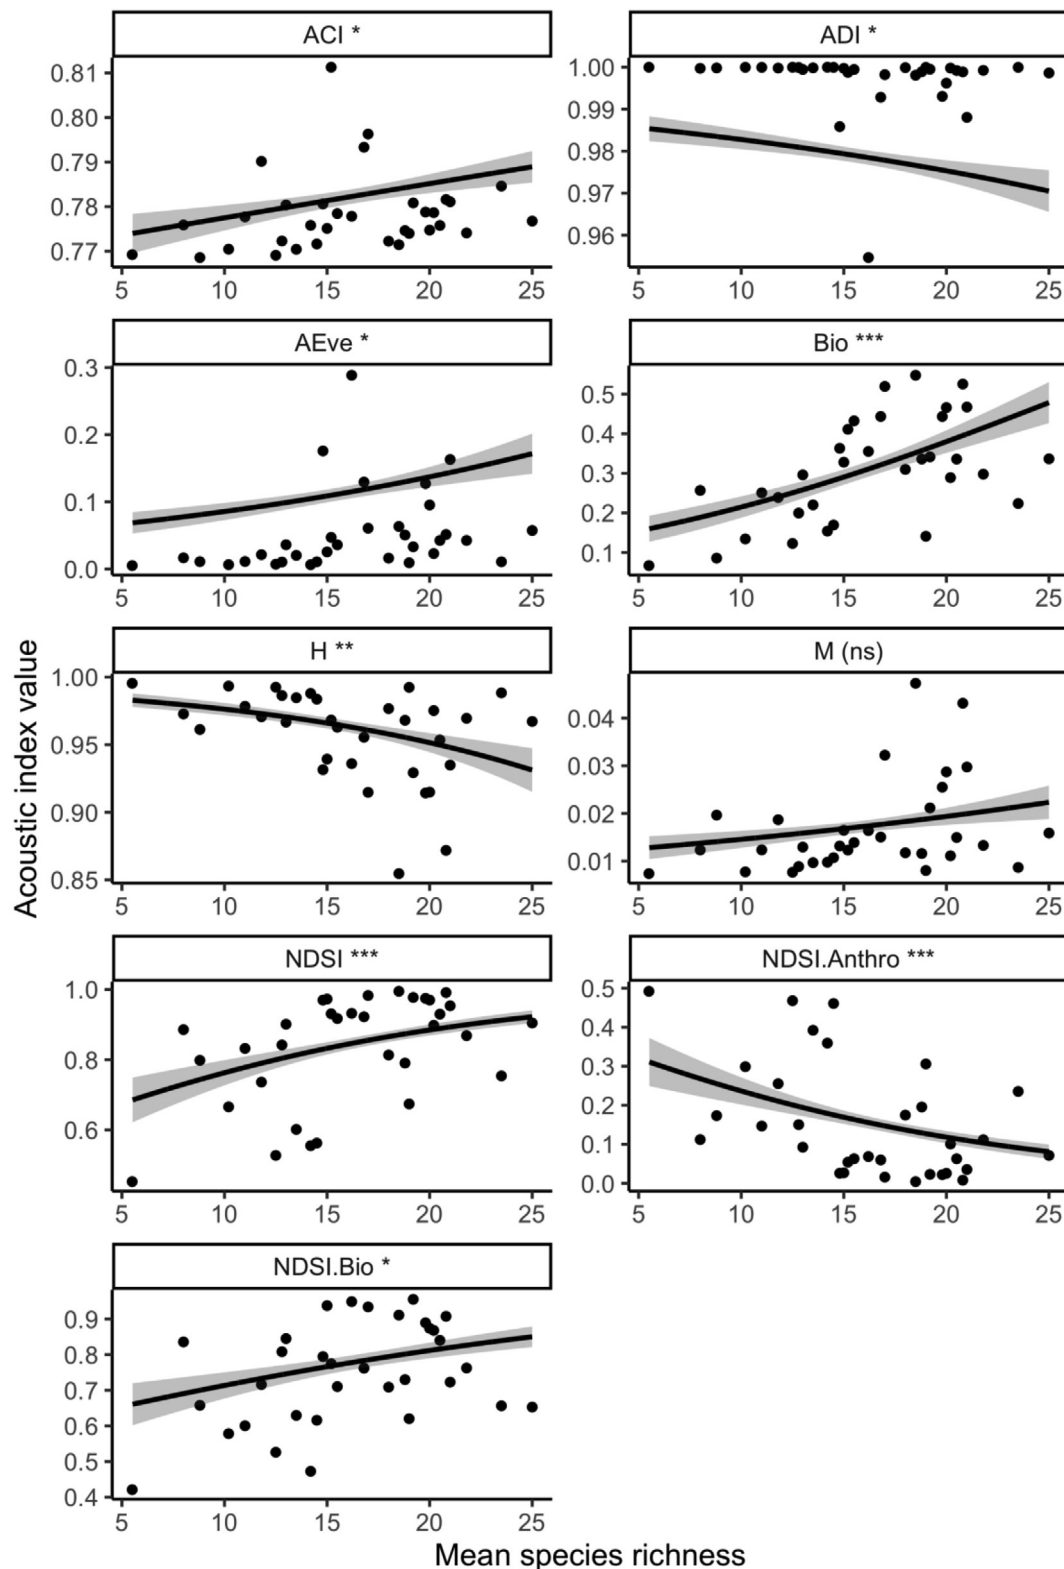 ACI *
0.81
0.80
0.79
0.78
0.77
5 10 15 20 25
ADI *
1.00
0.99
0.98
0.97
0.96
5 10 15 20 25
AEve *
0.3
0.2
0.1
0.0
5 10 15 20 25
Bio ***
0.5
0.4
0.3
0.2
0.1
5 10 15 20 25
H **
1.00
0.95
0.90
0.85
5 10 15 20 25
M (ns)
0.04
0.03
0.02
0.01
5 10 15 20 25
NDSI ***
1.0
0.8
0.6
5 10 15 20 25
NDSI.Anthro ***
0.5
0.4
0.3
0.2
0.1
0.0
5 10 15 20 25
NDSI.Bio *
0.9
0.8
0.7
0.6
0.5
0.4
5 10 15 20 25
Acoustic index value
Mean species richness